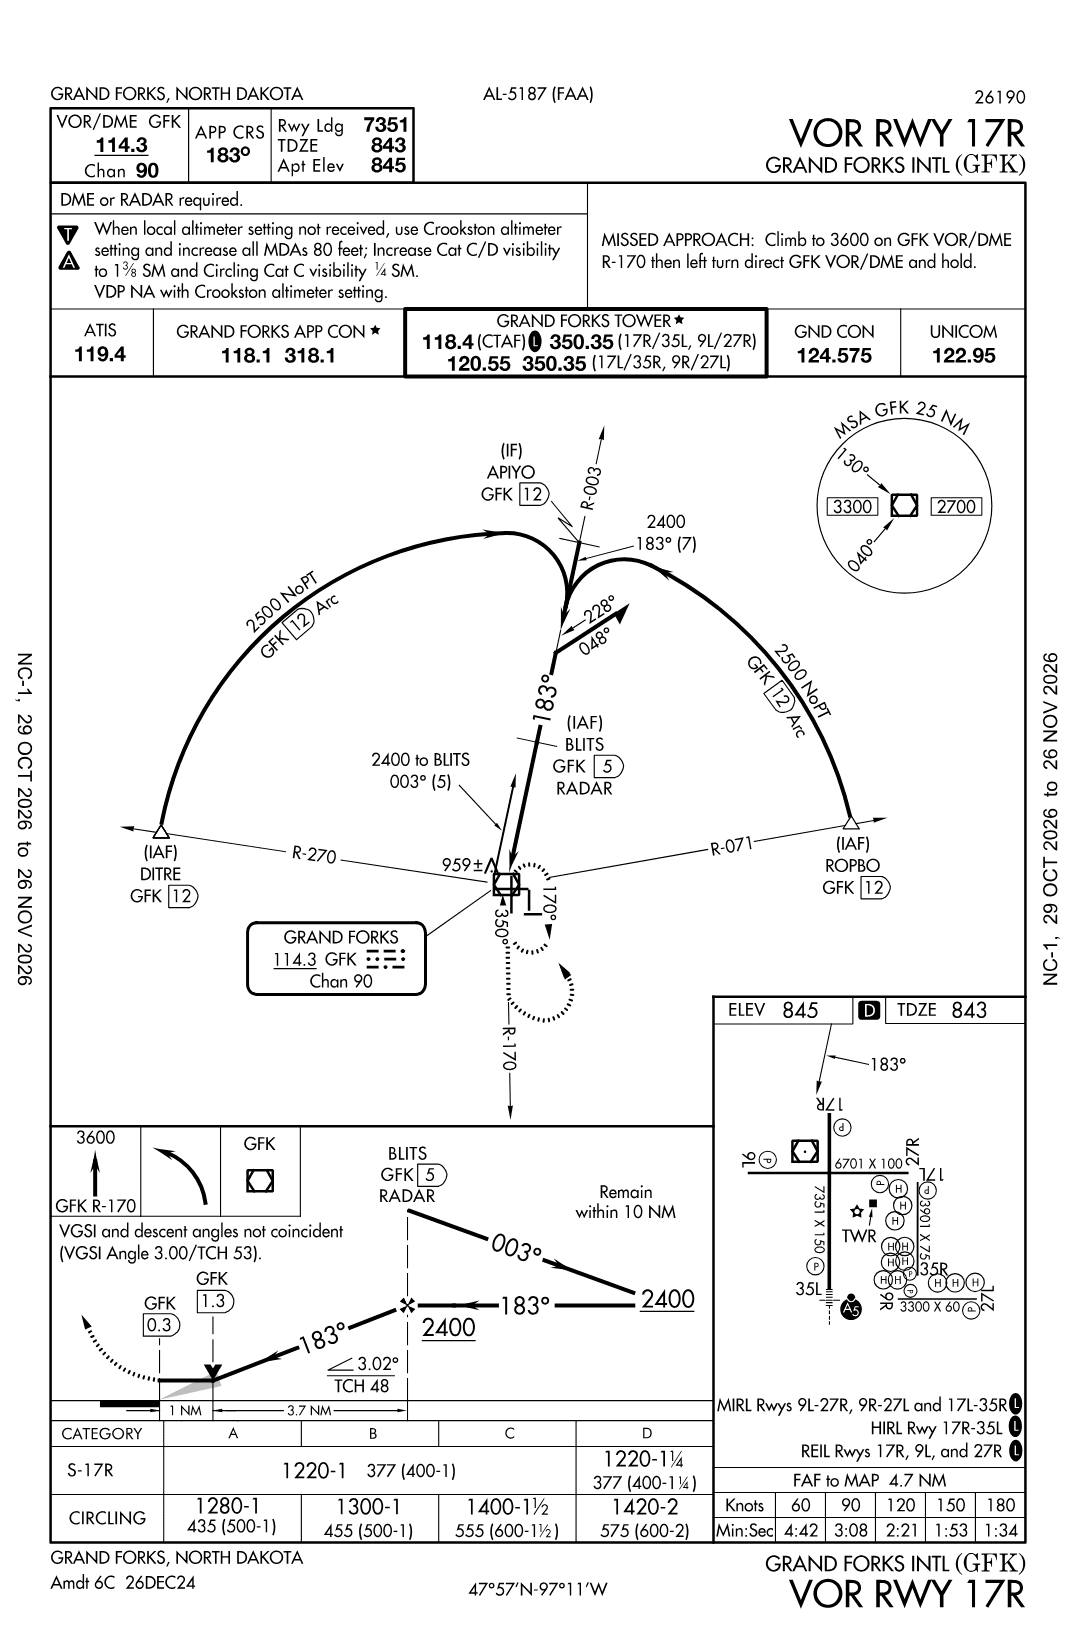 GRAND FORKS, NORTH DAKOTA
AL-5187 (FAA)
26190
VOR/DME GFK
114.3
Chan 90
APP CRS
183°
Rwy Ldg 7351
TDZE 843
Apt Elev 845
VOR RWY 17R
GRAND FORKS INTL (GFK)
DME or RADAR required.
T
A
When local altimeter setting not received, use Crookston altimeter
setting and increase all MDAs 80 feet; Increase Cat C/D visibility
to 1⅜ SM and Circling Cat C visibility ¼ SM.
VDP NA with Crookston altimeter setting.
MISSED APPROACH: Climb to 3600 on GFK VOR/DME
R-170 then left turn direct GFK VOR/DME and hold.
ATIS
119.4
GRAND FORKS APP CON ★
118.1 318.1
GRAND FORKS TOWER ★
118.4 (CTAF) L 350.35 (17R/35L, 9L/27R)
120.55 350.35 (17L/35R, 9R/27L)
GND CON
124.575
UNICOM
122.95
MSA GFK 25 NM
130°
3300
2700
040°
(IF)
APIYO
GFK 12
R-003
2400
183° (7)
2500 NoPT
GFK 12 Arc
228°
048°
2500 NoPT
GFK 12 Arc
183°
(IAF)
BLITS
GFK 5
RADAR
2400 to BLITS
003° (5)
R-270
(IAF)
DITRE
GFK 12
R-071
(IAF)
ROPBO
GFK 12
959±
170°
350°
R-170
GRAND FORKS
114.3 GFK
Chan 90
NC-1, 29 OCT 2026 to 26 NOV 2026
NC-1, 29 OCT 2026 to 26 NOV 2026
ELEV 845
D
TDZE 843
183°
17R
P
9L
P
6701 X 100
27R
17L
P
P
H
H
H
7351 X 150
TWR
3901 X 75
H
H
H
H
P
H
H
P
35R
H
H
H
P
35L
A5
9R
3300 X 60
P
27L
MIRL Rwys 9L-27R, 9R-27L and 17L-35R L
HIRL Rwy 17R-35L L
REIL Rwys 17R, 9L, and 27R L
FAF to MAP 4.7 NM
Knots 60 90 120 150 180
Min:Sec 4:42 3:08 2:21 1:53 1:34
3600
GFK R-170
GFK
VGSI and descent angles not coincident
(VGSI Angle 3.00/TCH 53).
BLITS
GFK 5
RADAR
Remain
within 10 NM
003°
183°
2400
2400
183°
GFK
1.3
GFK
0.3
3.02°
TCH 48
1 NM
3.7 NM
CATEGORY A B C D
S-17R
1220-1 377 (400-1)
1220-1¼
377 (400-1¼)
CIRCLING
1280-1
435 (500-1)
1300-1
455 (500-1)
1400-1½
555 (600-1½)
1420-2
575 (600-2)
GRAND FORKS, NORTH DAKOTA
Amdt 6C 26DEC24
47°57'N-97°11'W
GRAND FORKS INTL (GFK)
VOR RWY 17R